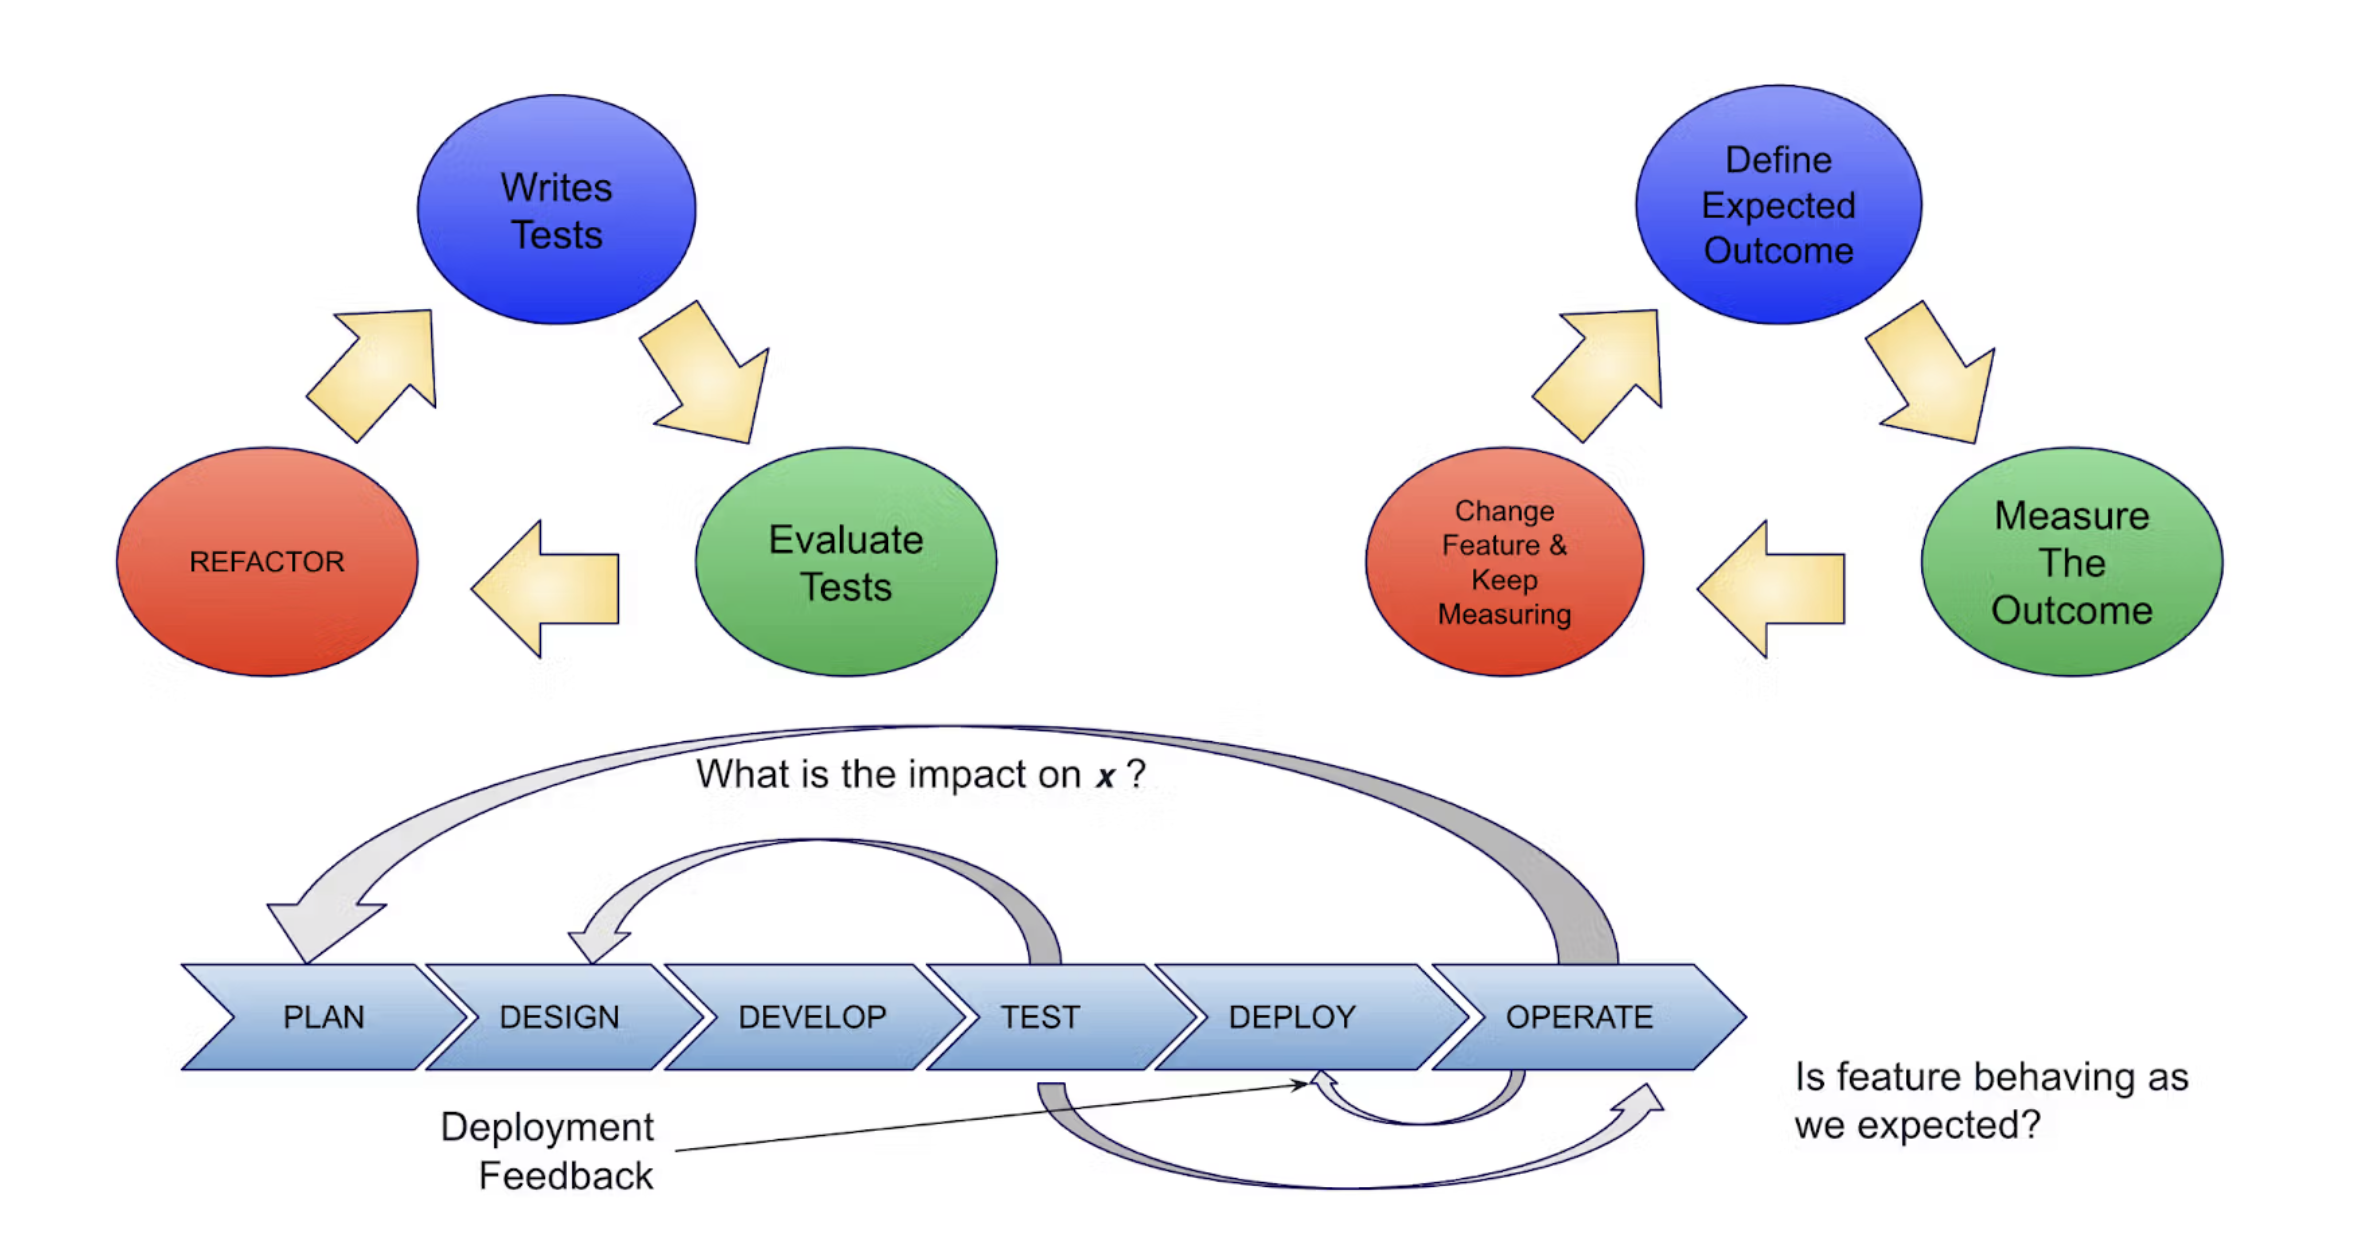 Writes
Tests
Define
Expected
Outcome
REFACTOR
Evaluate
Tests
Change
Feature &
Keep
Measuring
Measure
The
Outcome
What is the impact on x ?
PLAN
DESIGN
DEVELOP
TEST
DEPLOY
OPERATE
Deployment
Feedback
Is feature behaving as
we expected?